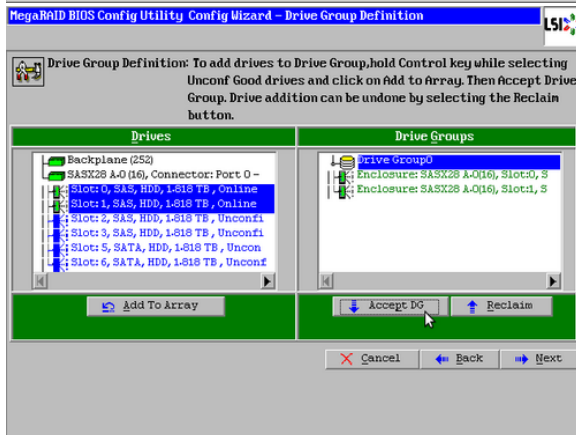 MegaRAID BIOS Config Utility Config Wizard - Drive Group Definition
LSI
Drive Group Definition: To add drives to Drive Group,hold Control key while selecting
Unconf Good drives and click on Add to Array. Then Accept Drive
Group. Drive addition can be undone by selecting the Reclaim
button.
Drives
Backplane (252)
SASX28 A.0 (16), Connector: Port 0 -
Slot: 0, SAS, HDD, 1.818 TB , Online
Slot: 1, SAS, HDD, 1.818 TB , Online
Slot: 2, SAS, HDD, 1.818 TB , Unconfi
Slot: 3, SAS, HDD, 1.818 TB , Unconfi
Slot: 5, SATA, HDD, 1.818 TB , Uncon
Slot: 6, SATA, HDD, 1.818 TB , Unconf
Add To Array
Drive Groups
Drive Group0
Enclosure: SASX28 A.0(16), Slot:0, S
Enclosure: SASX28 A.0(16), Slot:1, S
Accept DG
Reclaim
Cancel
Back
Next